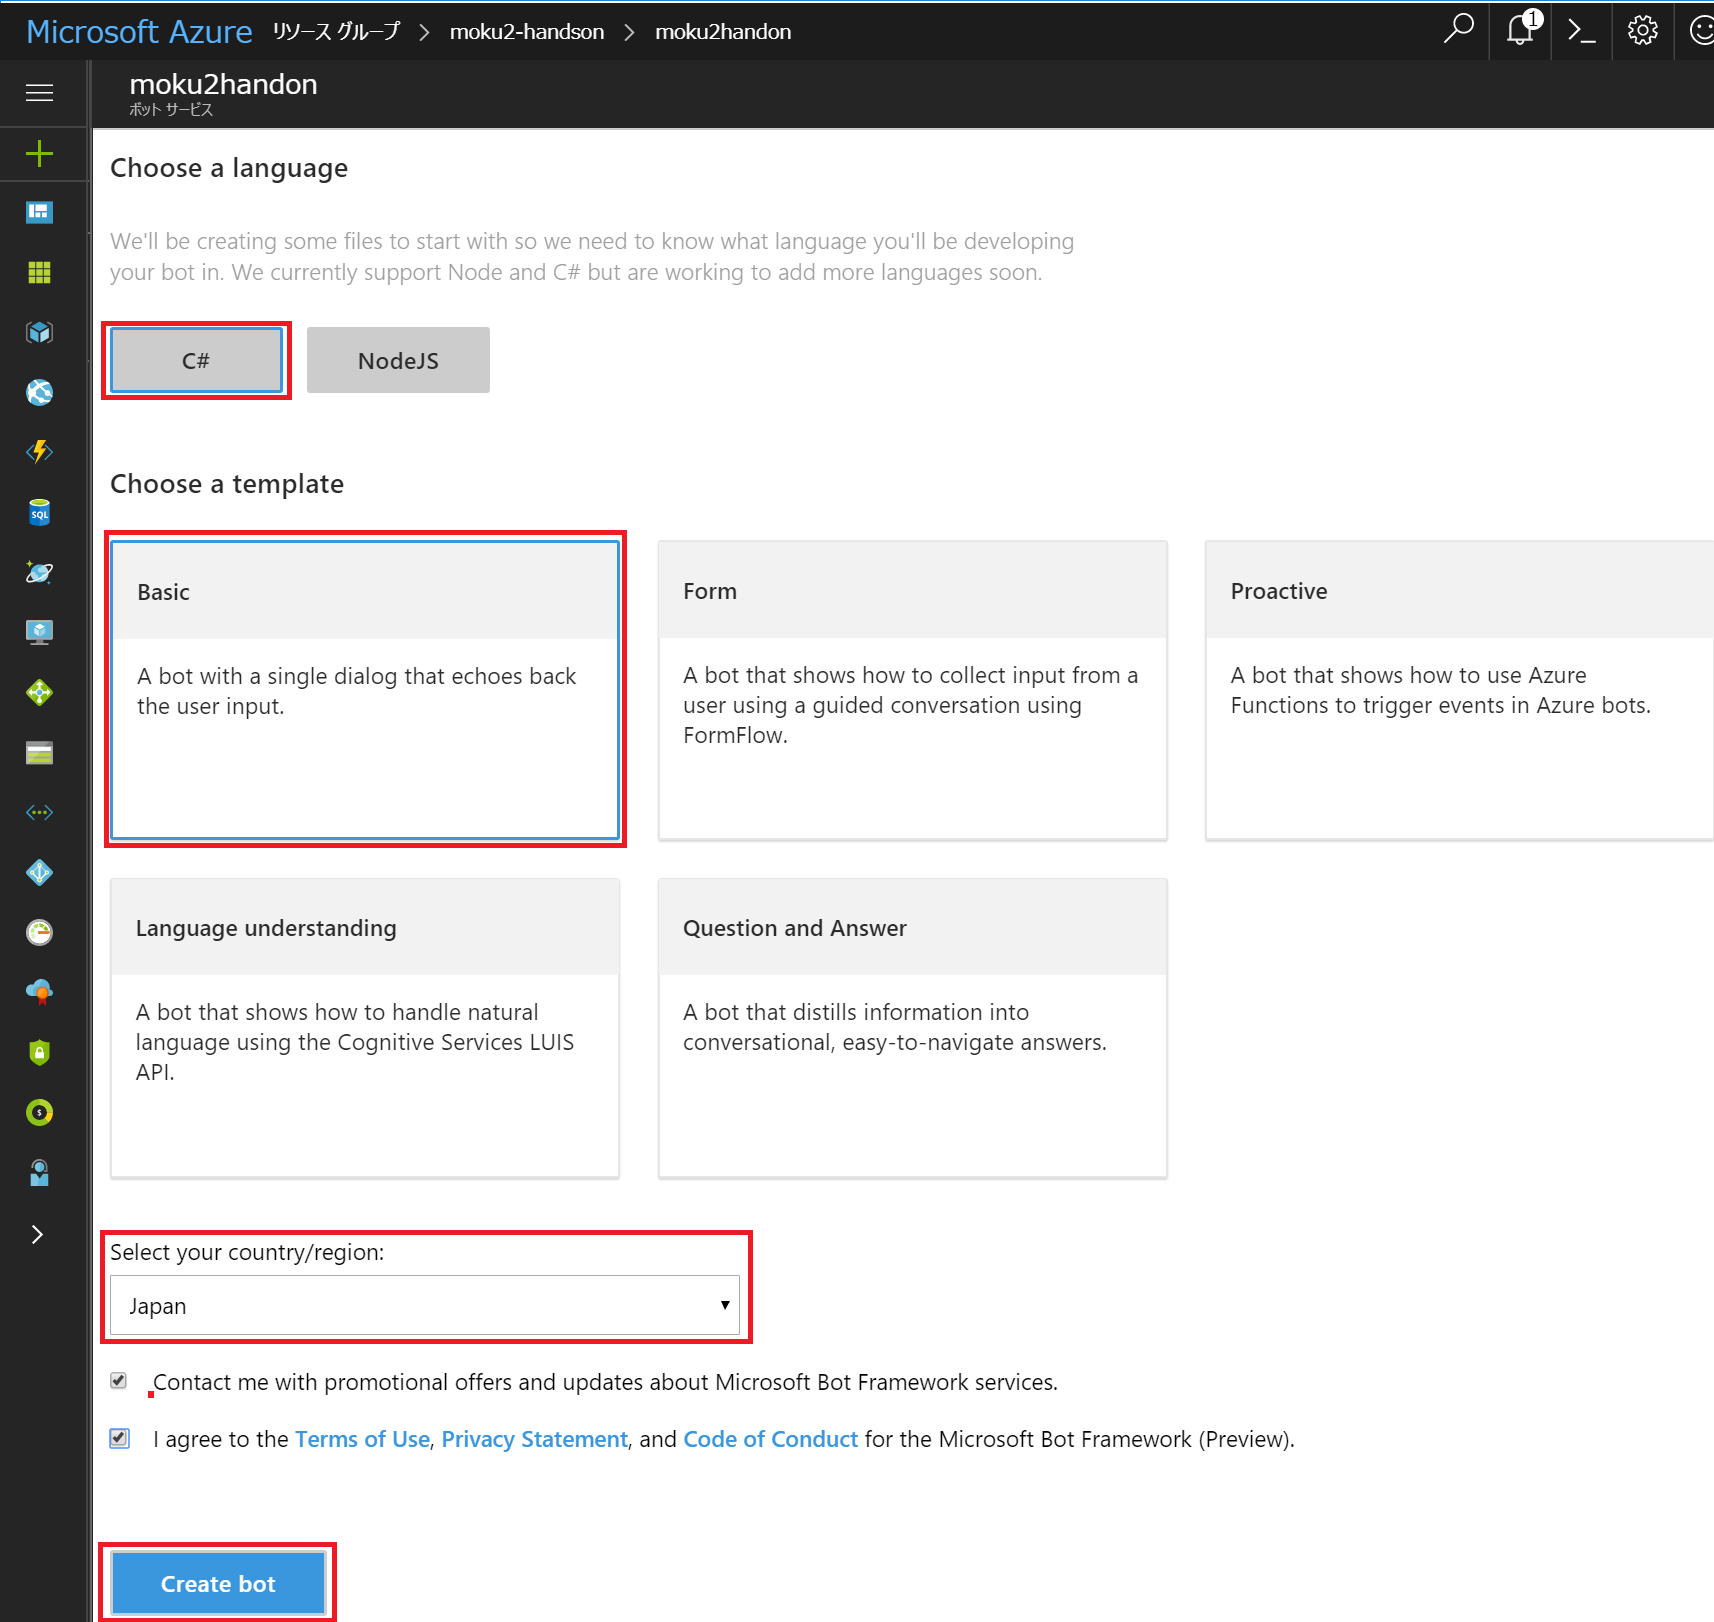 Microsoft Azure リソース グループ > moku2-handson > moku2handon
1
moku2handon
ボット サービス
Choose a language
We'll be creating some files to start with so we need to know what language you'll be developing
your bot in. We currently support Node and C# but are working to add more languages soon.
C# NodeJS
Choose a template
Basic
A bot with a single dialog that echoes back
the user input.
Form
A bot that shows how to collect input from a
user using a guided conversation using
FormFlow.
Proactive
A bot that shows how to use Azure
Functions to trigger events in Azure bots.
Language understanding
A bot that shows how to handle natural
language using the Cognitive Services LUIS
API.
Question and Answer
A bot that distills information into
conversational, easy-to-navigate answers.
Select your country/region:
Japan
Contact me with promotional offers and updates about Microsoft Bot Framework services.
I agree to the Terms of Use, Privacy Statement, and Code of Conduct for the Microsoft Bot Framework (Preview).
Create bot
SQL